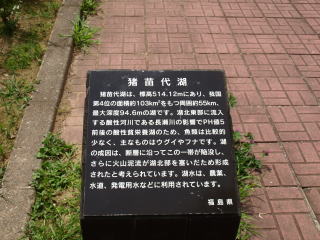 猪苗代湖
猪苗代湖は、標高514.12mにあり、我国
第4位の面積約103km²をもつ周囲約55km、
最大深度94.6mの湖です。湖北東部に流入
する酸性河川である長瀬川の影響でPH値5
前後の酸性貧栄養湖のため、魚類は比較的
少なく、主なものはウグイやフナです。湖
の成因は、断層に沿ってこの一帯が陥没し、
さらに火山泥流が湖北部を塞いだため形成
されたと考えられています。湖水は、農業、
水道、発電用水などに利用されています。
福島県